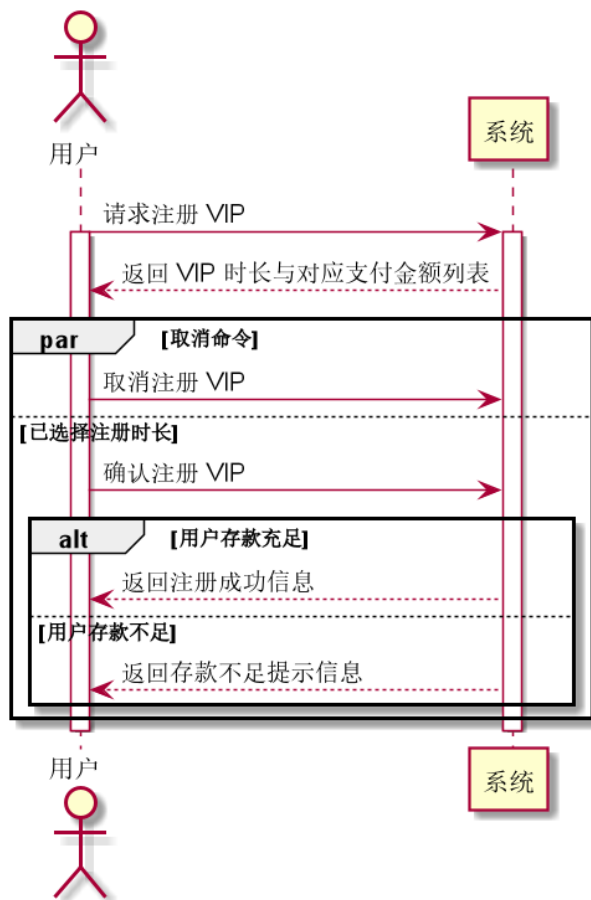 用户
系统
请求注册 VIP
返回 VIP 时长与对应支付金额列表
par [取消命令]
取消注册 VIP
[已选择注册时长]
确认注册 VIP
alt [用户存款充足]
返回注册成功信息
[用户存款不足]
返回存款不足提示信息
用户
系统